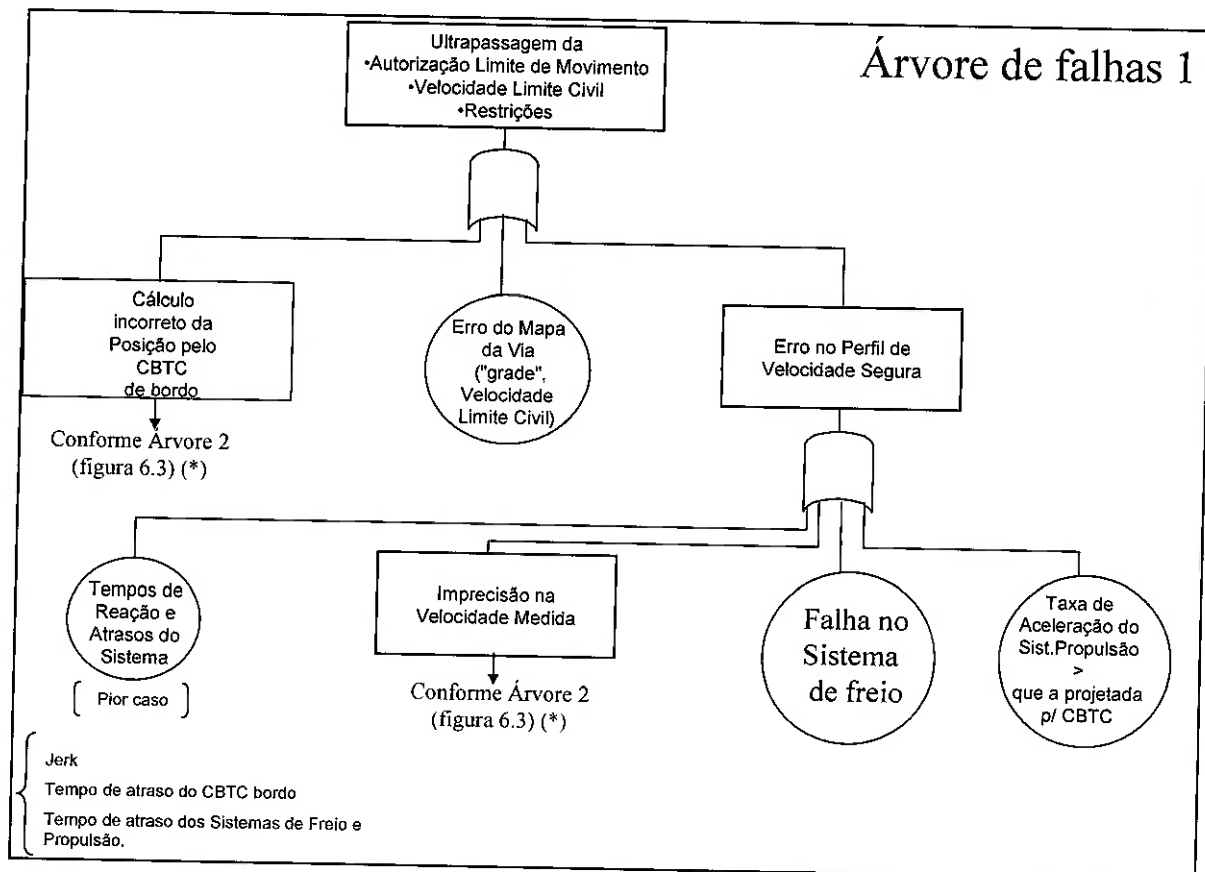 Árvore de falhas 1
Ultrapassagem da
•Autorização Limite de Movimento
•Velocidade Limite Civil
•Restrições
Cálculo
incorreto da
Posição pelo
CBTC
de bordo
Conforme Árvore 2
(figura 6.3) (*)
Erro do Mapa
da Via
("grade",
Velocidade
Limite Civil)
Erro no Perfil de
Velocidade Segura
Tempos de
Reação e
Atrasos do
Sistema
Pior caso
Imprecisão na
Velocidade Medida
Conforme Árvore 2
(figura 6.3) (*)
Falha no
Sistema
de freio
Taxa de
Aceleração do
Sist.Propulsão
>
que a projetada
p/ CBTC
Jerk
Tempo de atraso do CBTC bordo
Tempo de atraso dos Sistemas de Freio e
Propulsão.